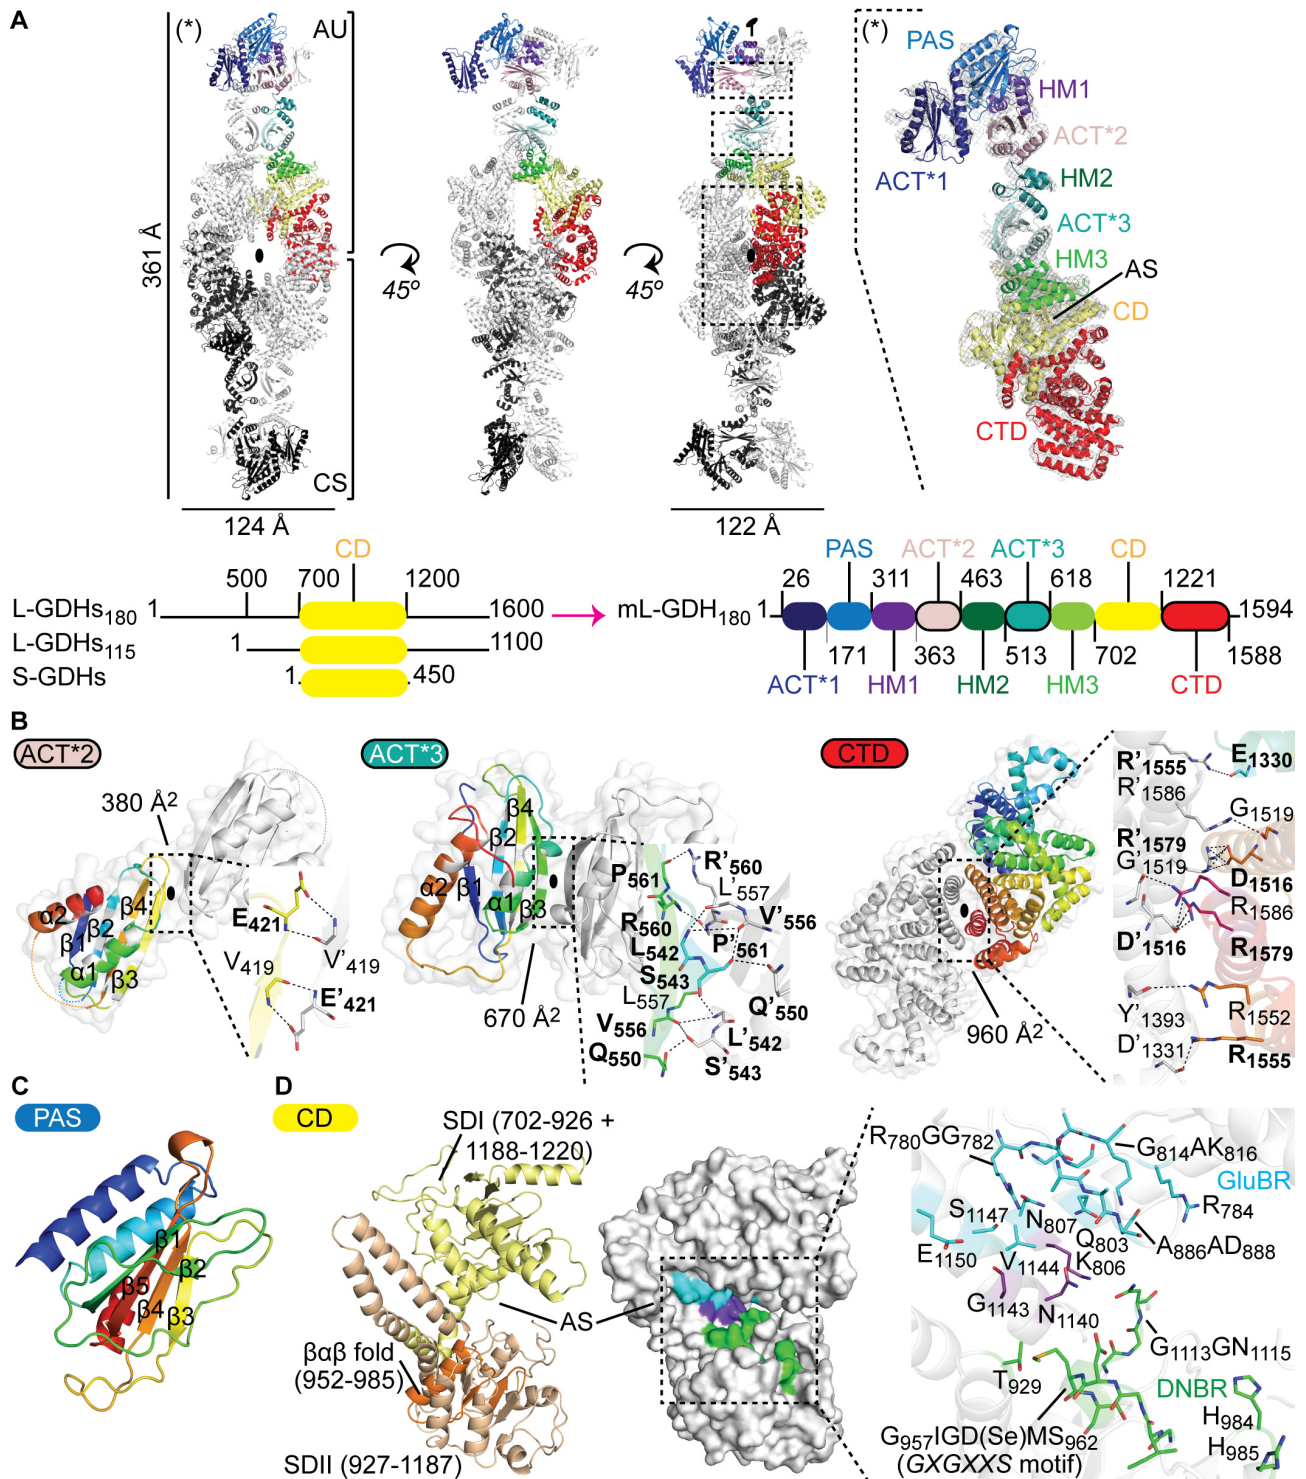 A
(*)
AU
CS
361 Å
124 Å
45º
45º
122 Å
(*)
PAS
HM1
ACT*2
ACT*1
HM2
ACT*3
HM3
AS
CD
CTD
CD
500 700 1200
L-GDHs180 1 1600
L-GDHs115 1 1100
S-GDHs 1 450
PAS ACT*2 ACT*3 CD
26 311 463 618 1221
mL-GDH180 1 1594
171 363 513 702 1588
ACT*1 HM1 HM2 HM3 CTD
B
ACT*2
380 Å2
α2
β1
β2
β4
α1
β3
E421
V419
V'419
E'421
ACT*3
β4
β2
α2
β1
α1
β3
670 Å2
P561
R'560
L'557
R560
V'556
L542
P'561
S543
L557
Q'550
V556
L'542
Q550
S'543
CTD
960 Å2
R'1555
E1330
R'1586
G1519
R'1579
G'1519
D1516
R1586
D'1516
R1579
Y'1393
R1552
D'1331
R1555
C
PAS
β1
β2
β5
β4
β3
D
CD
SDI (702-926 +
1188-1220)
AS
βαβ fold
(952-985)
SDII (927-1187)
R780GG782
G814AK816
GluBR
S1147
N807
R784
Q803
E1150
V1144
K806
A886AD888
G1143
N1140
G1113GN1115
T929
DNBR
H984
G957IGD(Se)MS962
(GXGXXS motif)
H985